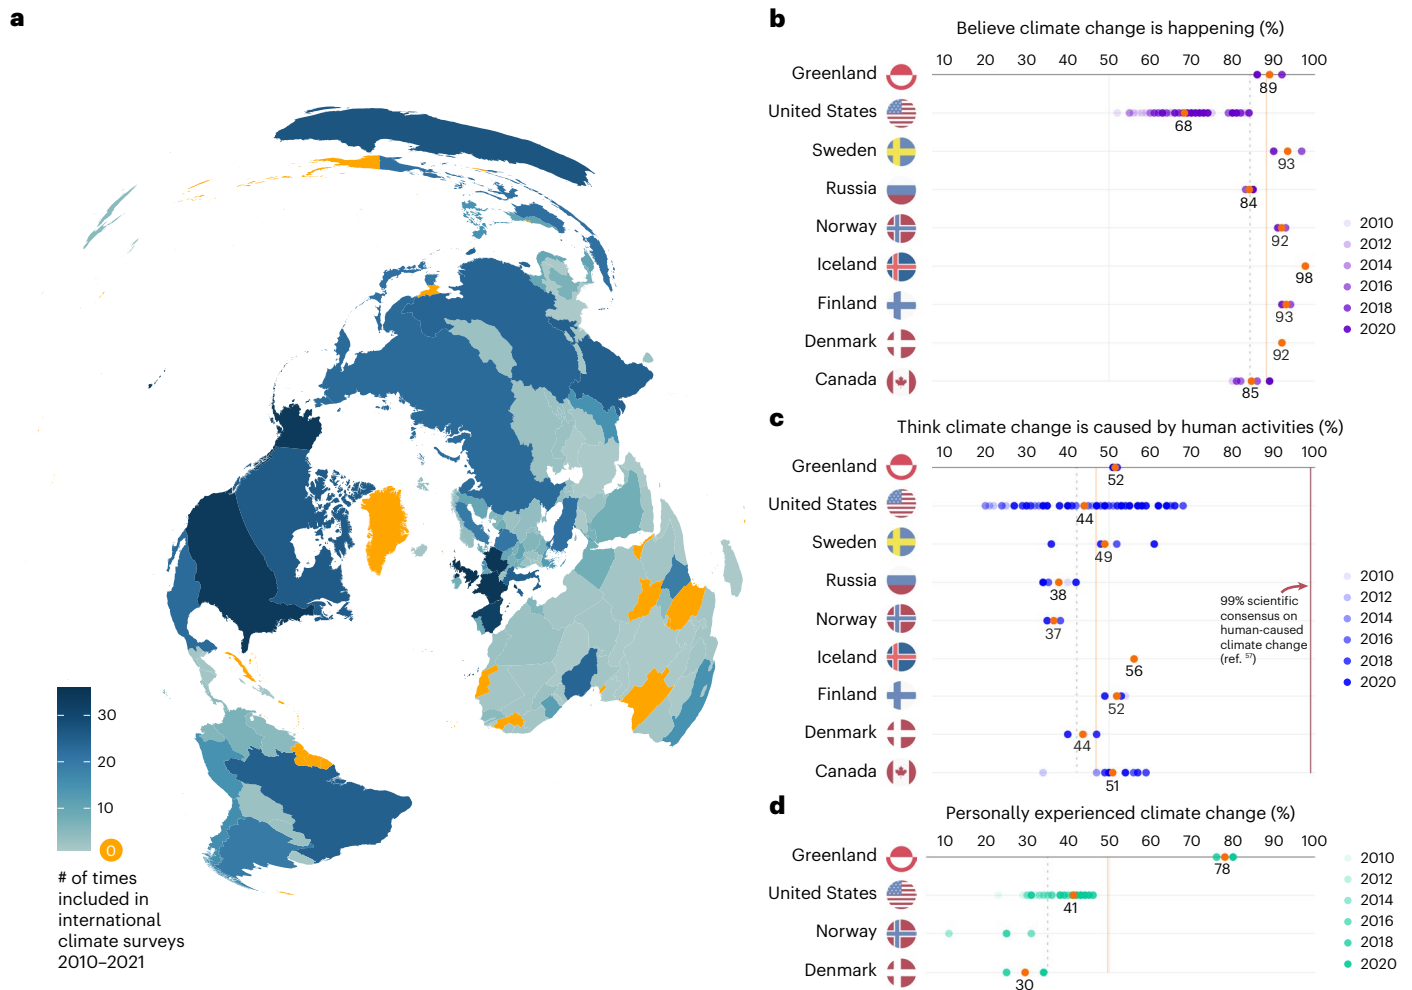 a
30
20
10
0
# of times
included in
international
climate surveys
2010–2021
b
Believe climate change is happening (%)
10 20 30 40 50 60 70 80 90 100
Greenland
89
United States
68
Sweden
93
Russia
84
Norway
92
Iceland
98
Finland
93
Denmark
92
Canada
85
2010
2012
2014
2016
2018
2020
c
Think climate change is caused by human activities (%)
10 20 30 40 50 60 70 80 90 100
Greenland
52
United States
44
Sweden
49
Russia
38
Norway
37
Iceland
56
Finland
52
Denmark
44
Canada
51
99% scientific
consensus on
human-caused
climate change
(ref. 57)
2010
2012
2014
2016
2018
2020
d
Personally experienced climate change (%)
10 20 30 40 50 60 70 80 90 100
Greenland
78
United States
41
Norway
Denmark
30
2010
2012
2014
2016
2018
2020